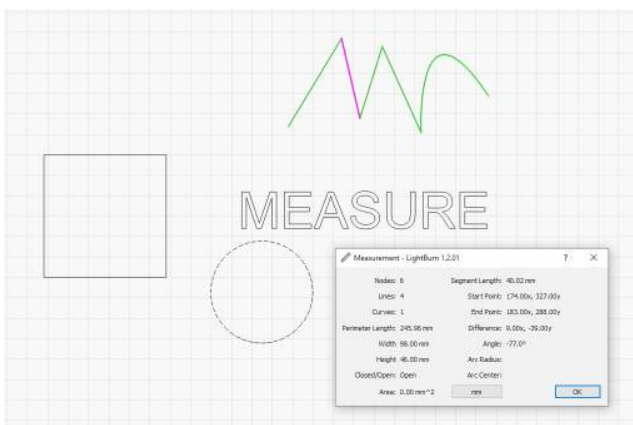 MEASURE
Measurement - LightBurn 1.2.01 ? ×
Nodes: 6 Segment Length: 40.02 mm
Lines: 4 Start Point: 174.00x, 327.00y
Curves: 1 End Point: 183.00x, 288.00y
Perimeter Length: 245.96 mm Difference: 9.00x, -39.00y
Width 98.00 mm Angle: -77.0°
Height 46.00 mm Arc Radius:
Closed/Open: Open Arc Center:
Area: 0.00 mm^2 mm OK